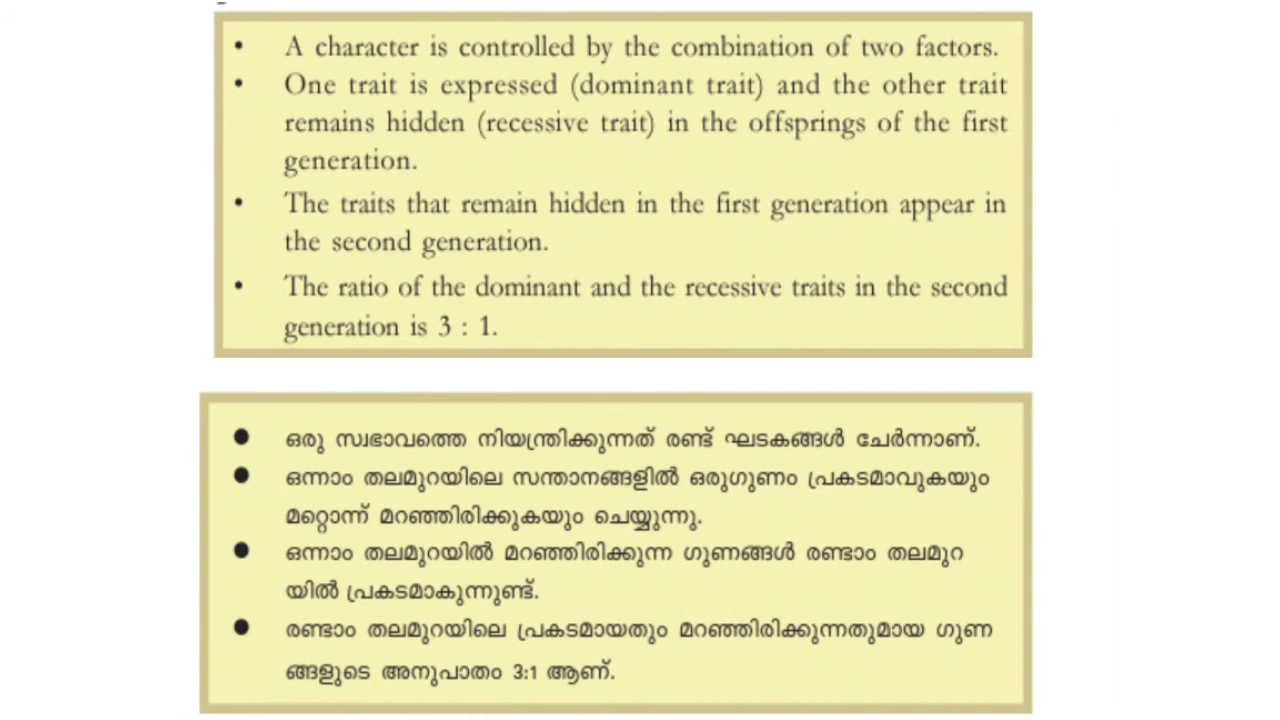 • A character is controlled by the combination of two factors.
• One trait is expressed (dominant trait) and the other trait
remains hidden (recessive trait) in the offsprings of the first
generation.
• The traits that remain hidden in the first generation appear in
the second generation.
• The ratio of the dominant and the recessive traits in the second
generation is 3 : 1.
● ഒരു സ്വഭാവത്തെ നിയന്ത്രിക്കുന്നത് രണ്ട് ഘടകങ്ങൾ ചേർന്നാണ്.
● ഒന്നാം തലമുറയിലെ സന്താനങ്ങളിൽ ഒരുഗുണം പ്രകടമാവുകയും
മറ്റൊന്ന് മറഞ്ഞിരിക്കുകയും ചെയ്യുന്നു.
● ഒന്നാം തലമുറയിൽ മറഞ്ഞിരിക്കുന്ന ഗുണങ്ങൾ രണ്ടാം തലമുറ
യിൽ പ്രകടമാകുന്നുണ്ട്.
● രണ്ടാം തലമുറയിലെ പ്രകടമായതും മറഞ്ഞിരിക്കുന്നതുമായ ഗുണ
ങ്ങളുടെ അനുപാതം 3:1 ആണ്.